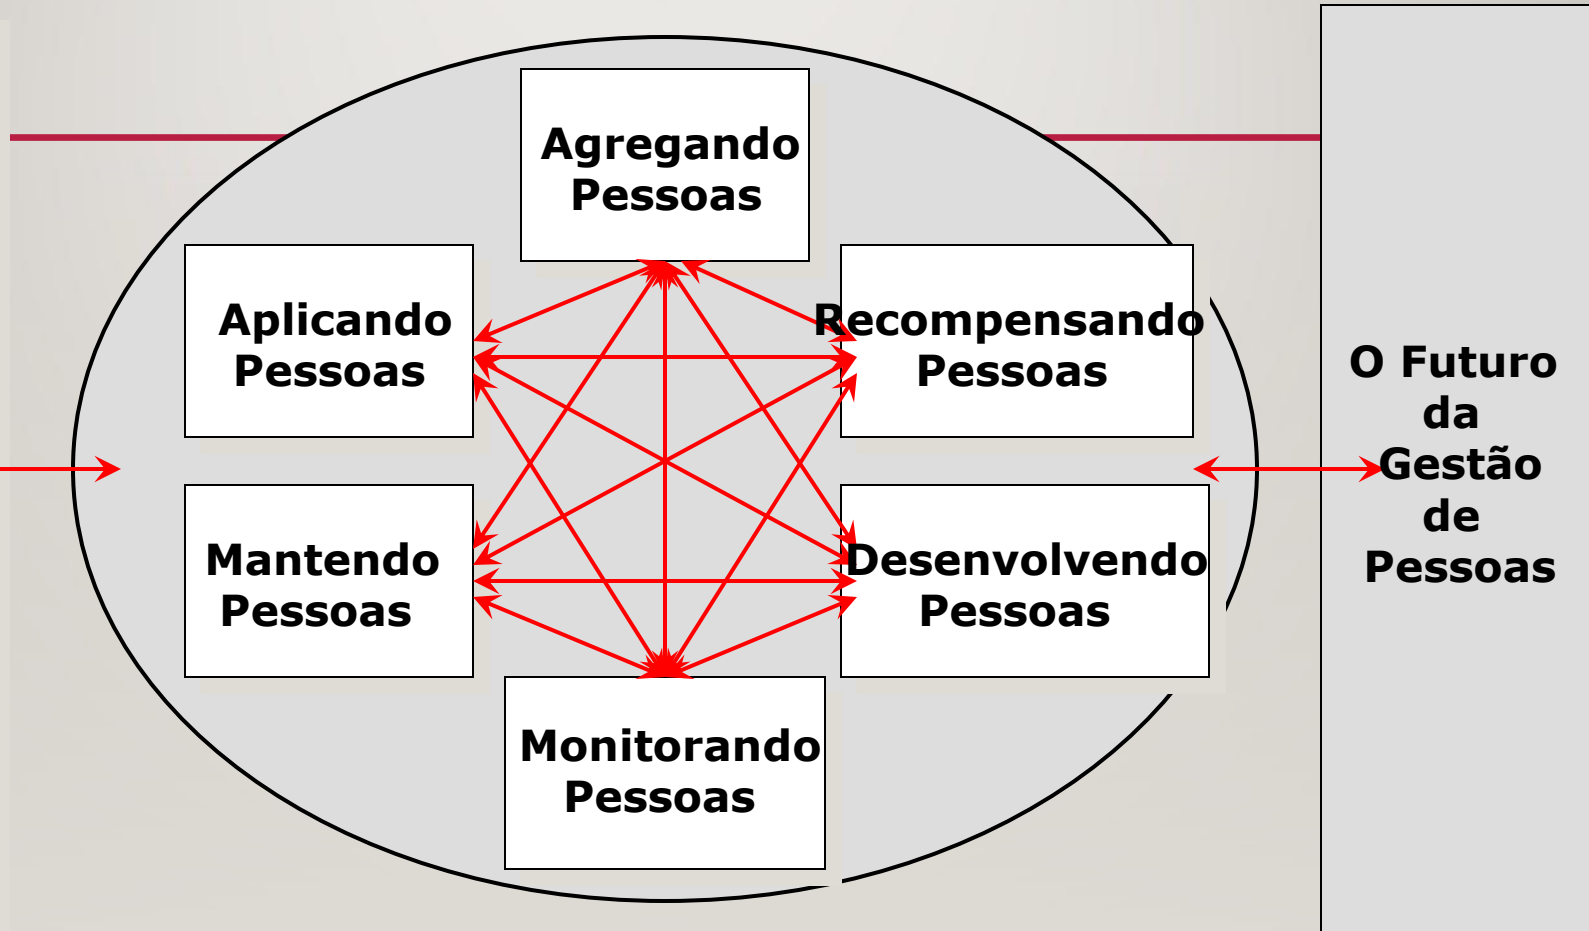 Agregando
Pessoas
Aplicando
Pessoas
Recompensando
Pessoas
Mantendo
Pessoas
Desenvolvendo
Pessoas
Monitorando
Pessoas
O Futuro
da
Gestão
de
Pessoas